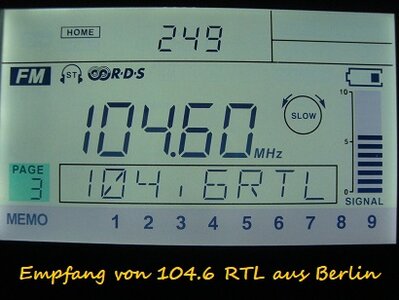 HOME 249
FM ST R·D·S
10
104.60 MHz SLOW
5
PAGE 3 104,6RTL
0
SIGNAL
MEMO 1 2 3 4 5 6 7 8 9
Empfang von 104.6 RTL aus Berlin